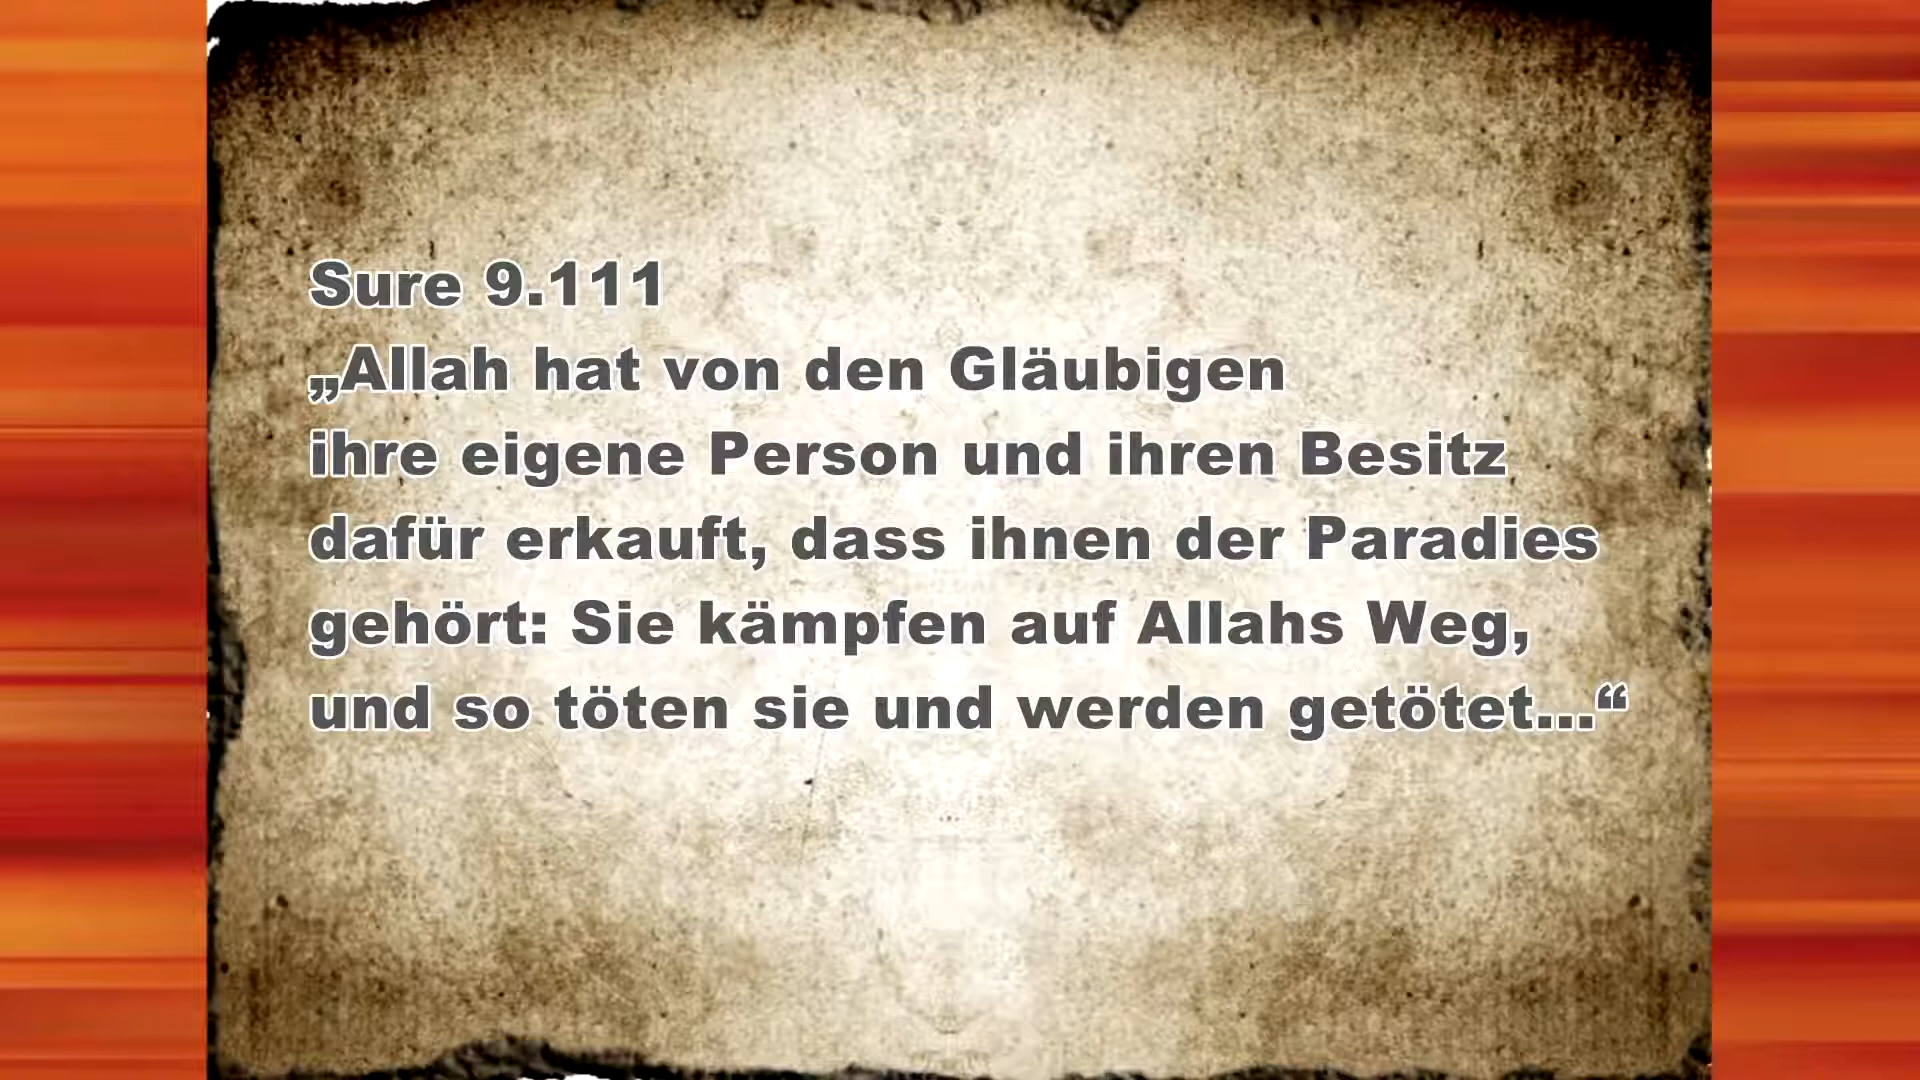 Sure 9.111
„Allah hat von den Gläubigen
ihre eigene Person und ihren Besitz
dafür erkauft, dass ihnen der Paradies
gehört: Sie kämpfen auf Allahs Weg,
und so töten sie und werden getötet...“